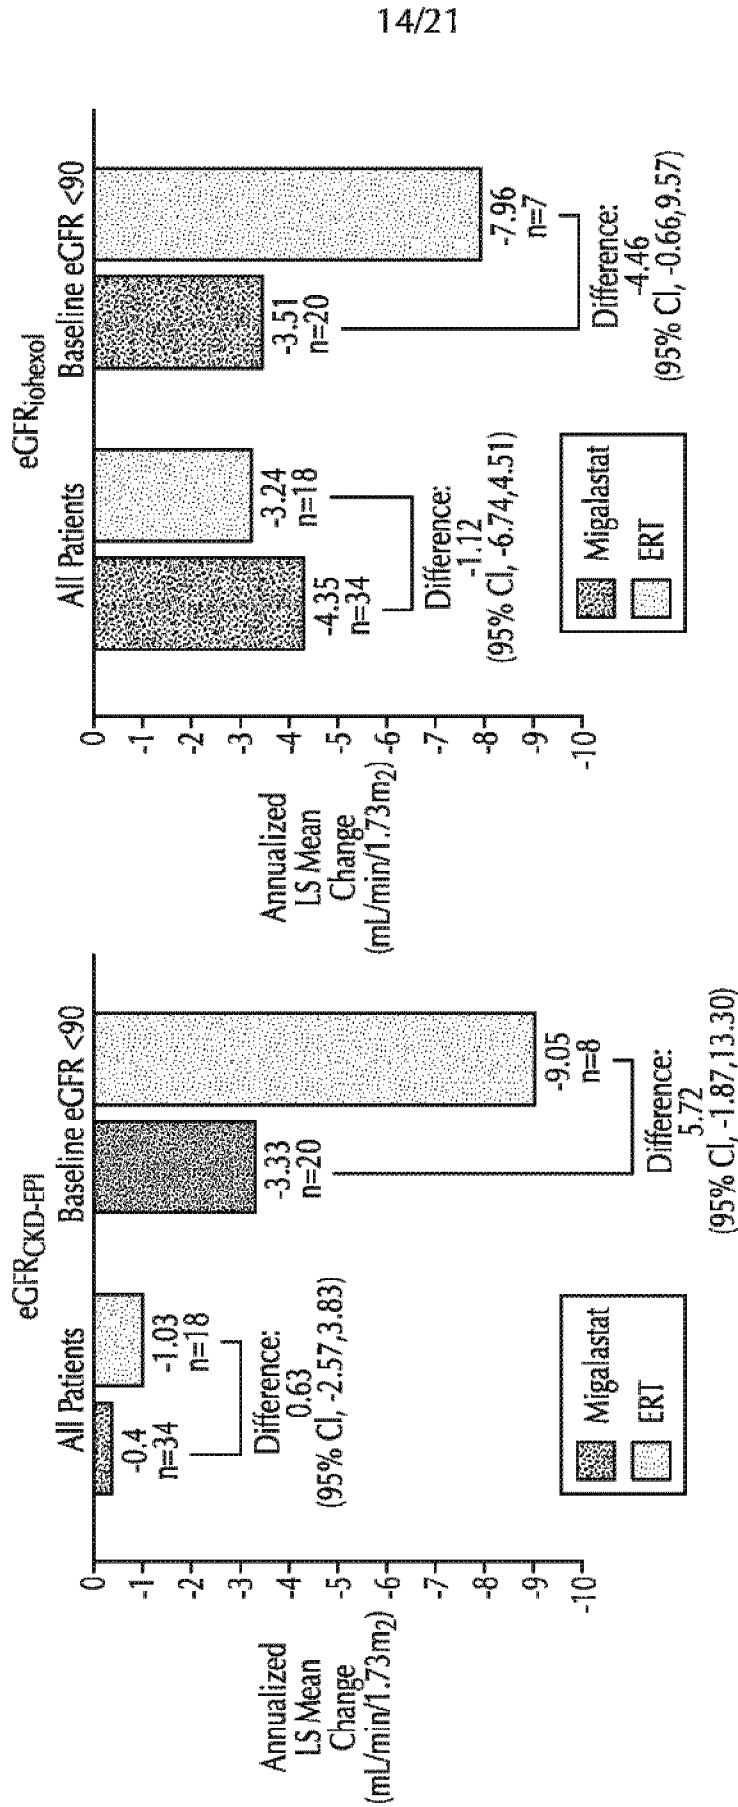 14/21
eGFRCKD-EPI
All Patients
Baseline eGFR <90
0
-1
-2
-3
-4
-5
-6
-7
-8
-9
-10
Annualized
LS Mean
Change
(mL/min/1.73m2)
-0.4
n=34
-1.03
n=18
Difference:
0.63
(95% CI, -2.57,3.83)
-3.33
n=20
-9.05
n=8
Difference:
5.72
(95% CI, -1.87,13.30)
Migalastat
ERT
eGFRiohexol
All Patients
Baseline eGFR <90
0
-1
-2
-3
-4
-5
-6
-7
-8
-9
-10
Annualized
LS Mean
Change
(mL/min/1.73m2)
-4.35
n=34
-3.24
n=18
Difference:
-1.12
(95% CI, -6.74,4.51)
-3.51
n=20
-7.96
n=7
Difference:
-4.46
(95% CI, -0.66,9.57)
Migalastat
ERT